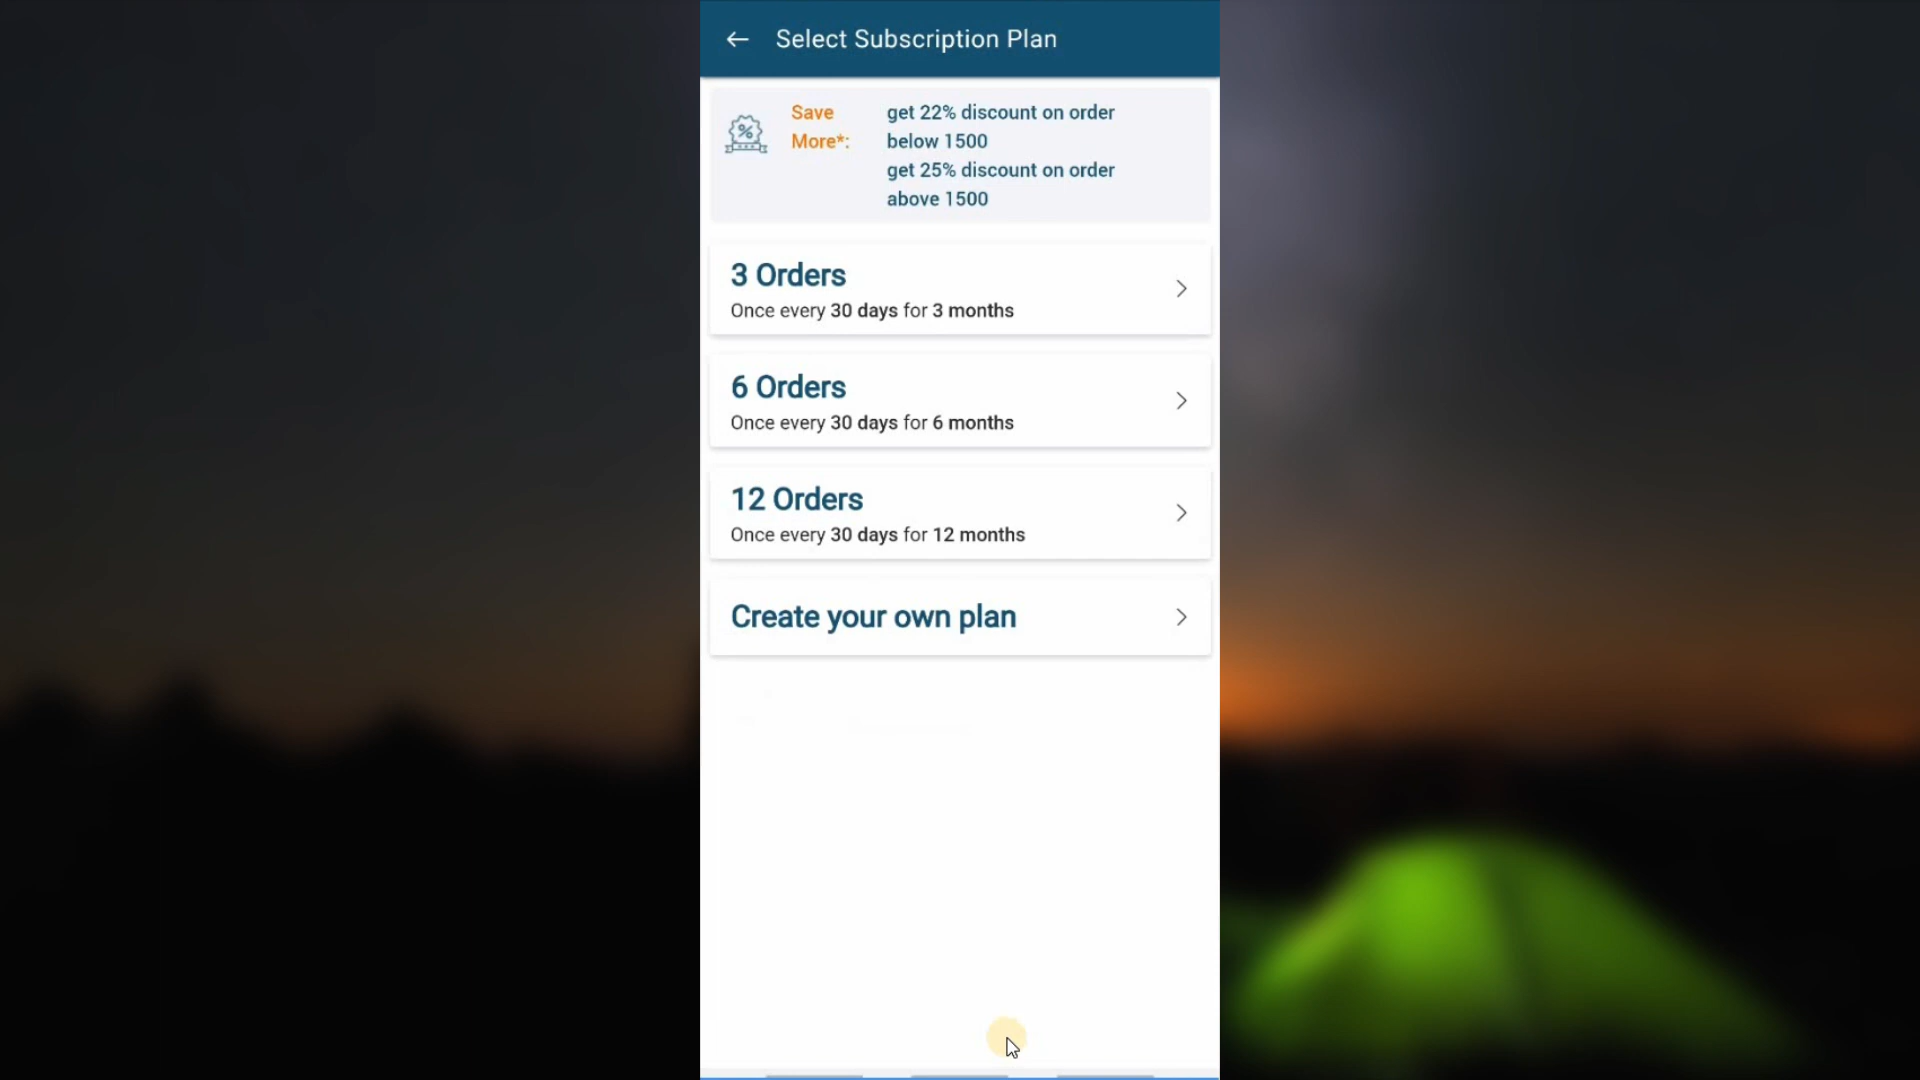 Select Subscription Plan
Save
More*:
get 22% discount on order
below 1500
get 25% discount on order
above 1500
3 Orders
Once every 30 days for 3 months
6 Orders
Once every 30 days for 6 months
12 Orders
Once every 30 days for 12 months
Create your own plan